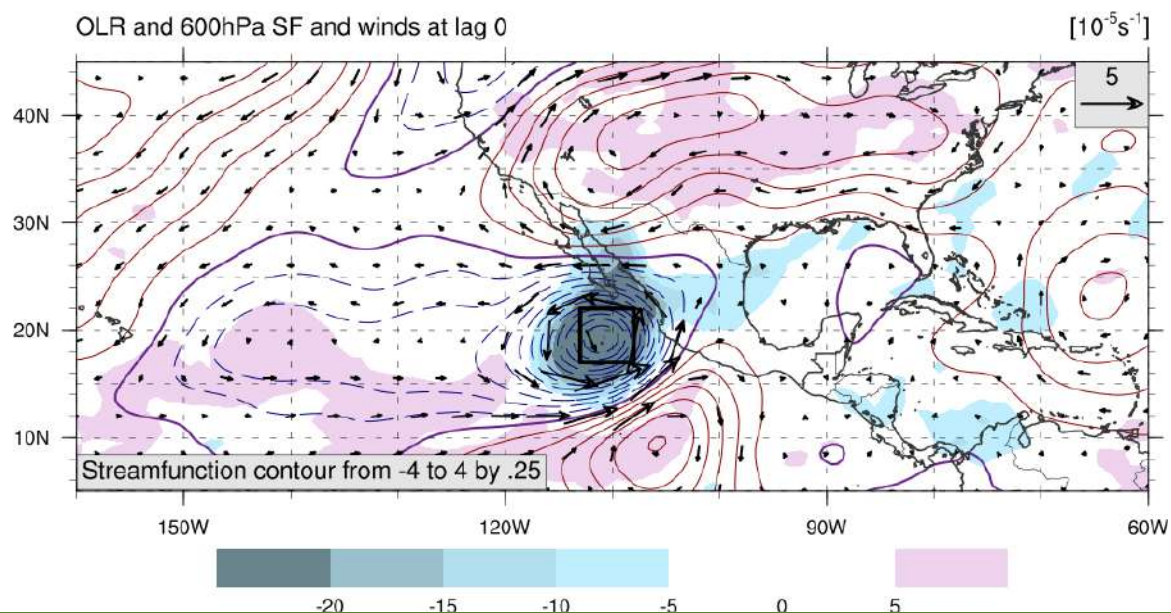 OLR and 600hPa SF and winds at lag 0
[10⁻⁵s⁻¹]
5
40N
30N
20N
10N
Streamfunction contour from -4 to 4 by .25
150W 120W 90W 60W
-20 -15 -10 -5 0 5